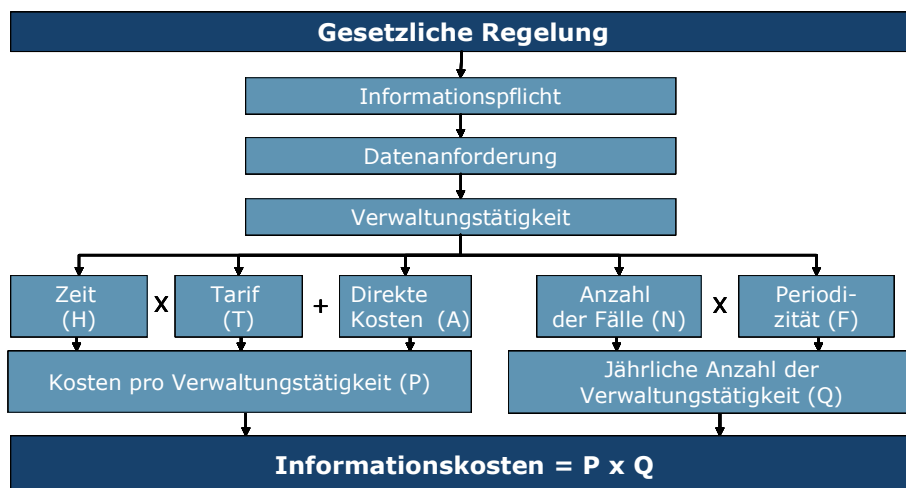 Gesetzliche Regelung
Informationspflicht
Datenanforderung
Verwaltungstätigkeit
Zeit
(H)
X
Tarif
(T)
+
Direkte
Kosten (A)
Anzahl
der Fälle (N)
X
Periodi-
zität (F)
Kosten pro Verwaltungstätigkeit (P)
Jährliche Anzahl der
Verwaltungstätigkeit (Q)
Informationskosten = P x Q